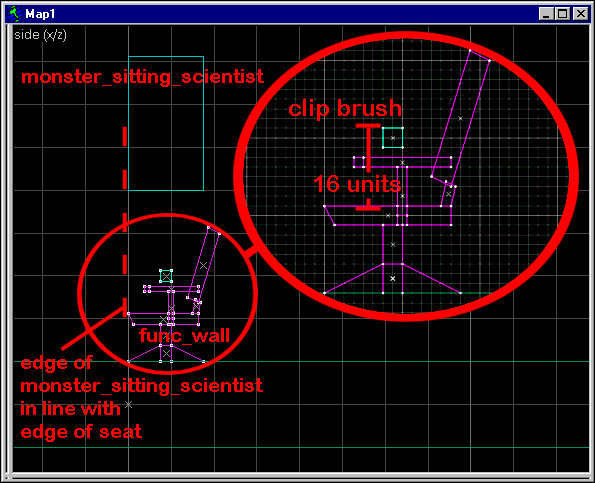 Map1
side (x/z)
monster_sitting_scientist
clip brush
16 units
func_wall
edge of
monster_sitting_scientist
in line with
edge of seat